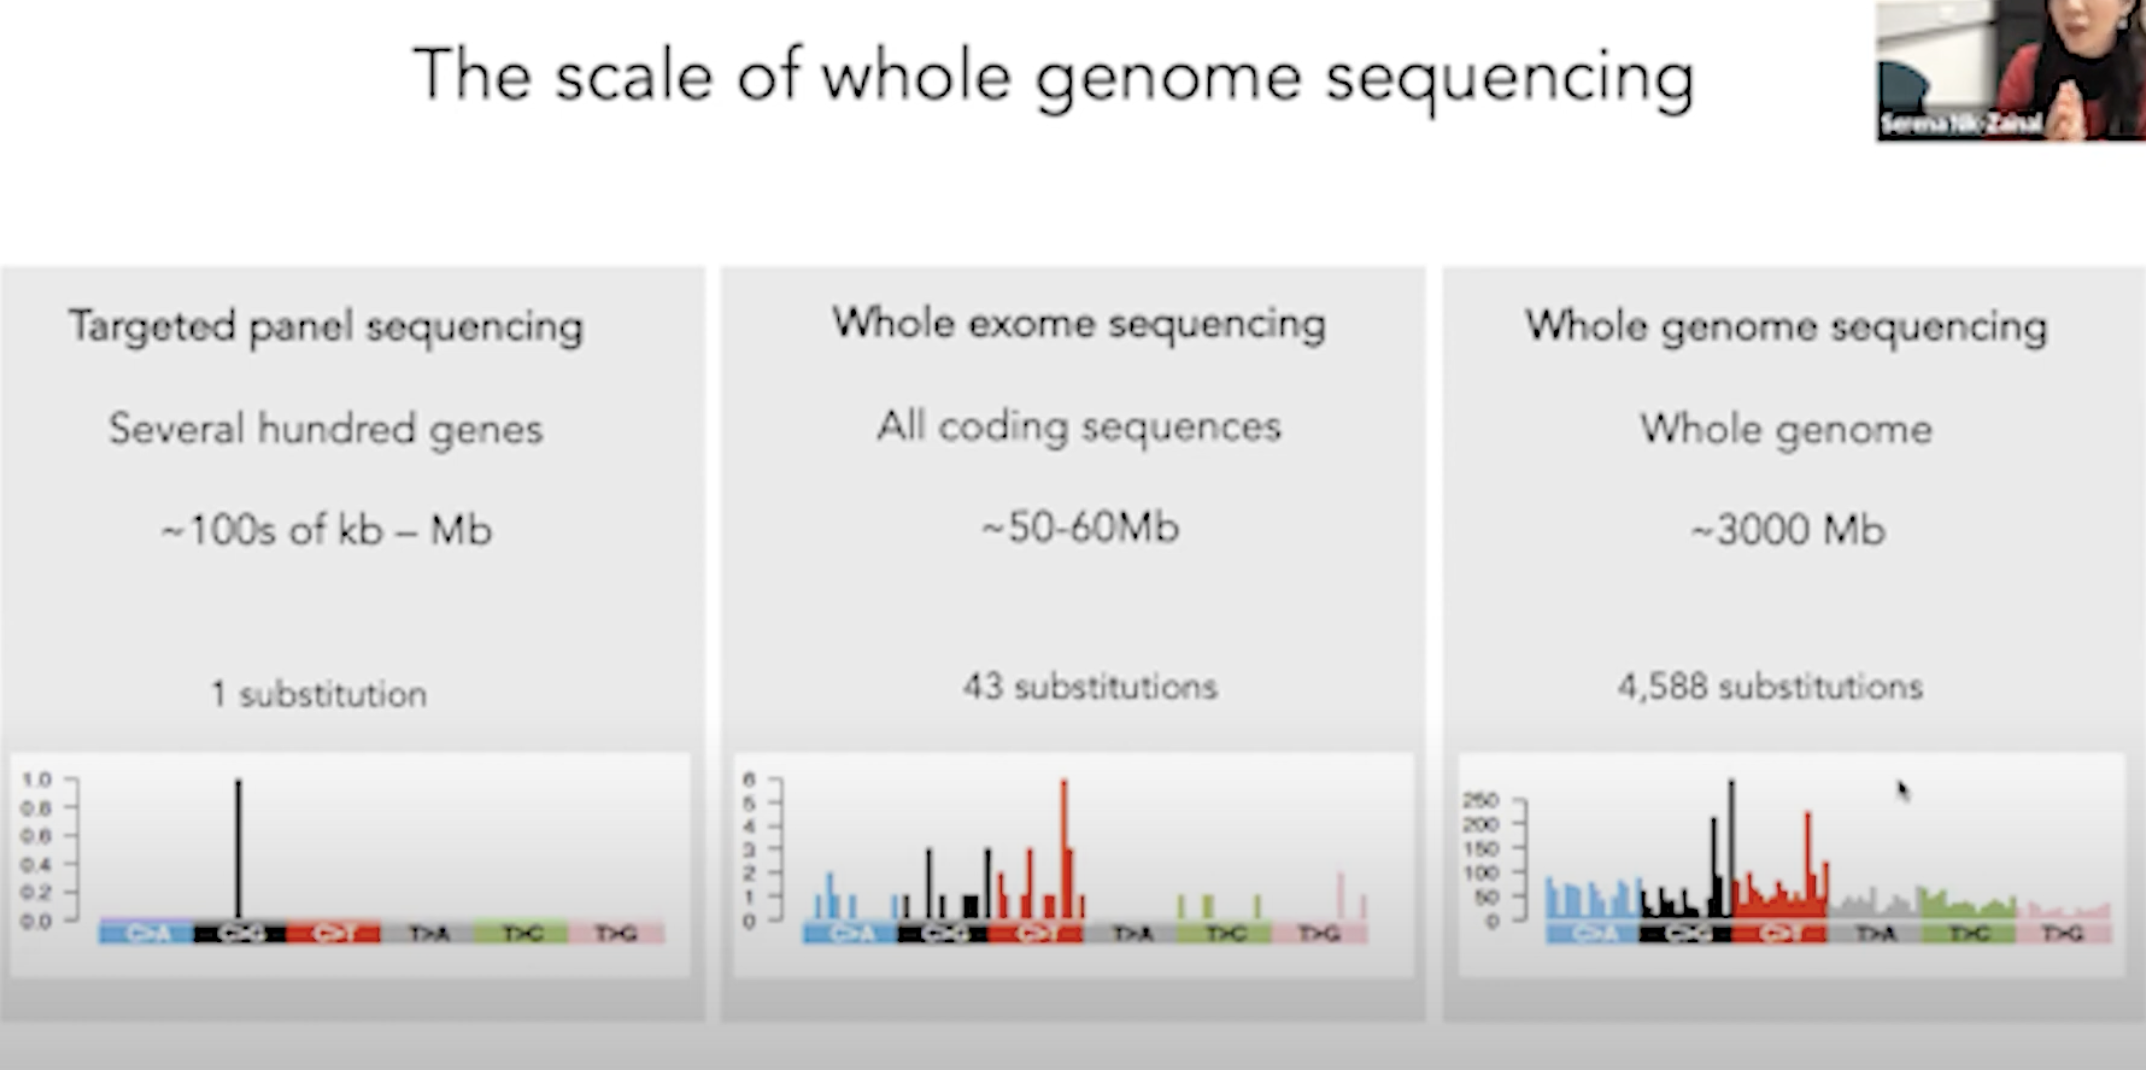 The scale of whole genome sequencing
Serena Nik-Zainal
Targeted panel sequencing
Several hundred genes
~100s of kb – Mb
1 substitution
1.0
0.8
0.6
0.4
0.2
0.0
C>A C>G C>T T>A T>C T>G
Whole exome sequencing
All coding sequences
~50-60Mb
43 substitutions
6
5
4
3
2
1
0
C>A C>G C>T T>A T>C T>G
Whole genome sequencing
Whole genome
~3000 Mb
4,588 substitutions
250
200
150
100
50
0
C>A C>G C>T T>A T>C T>G